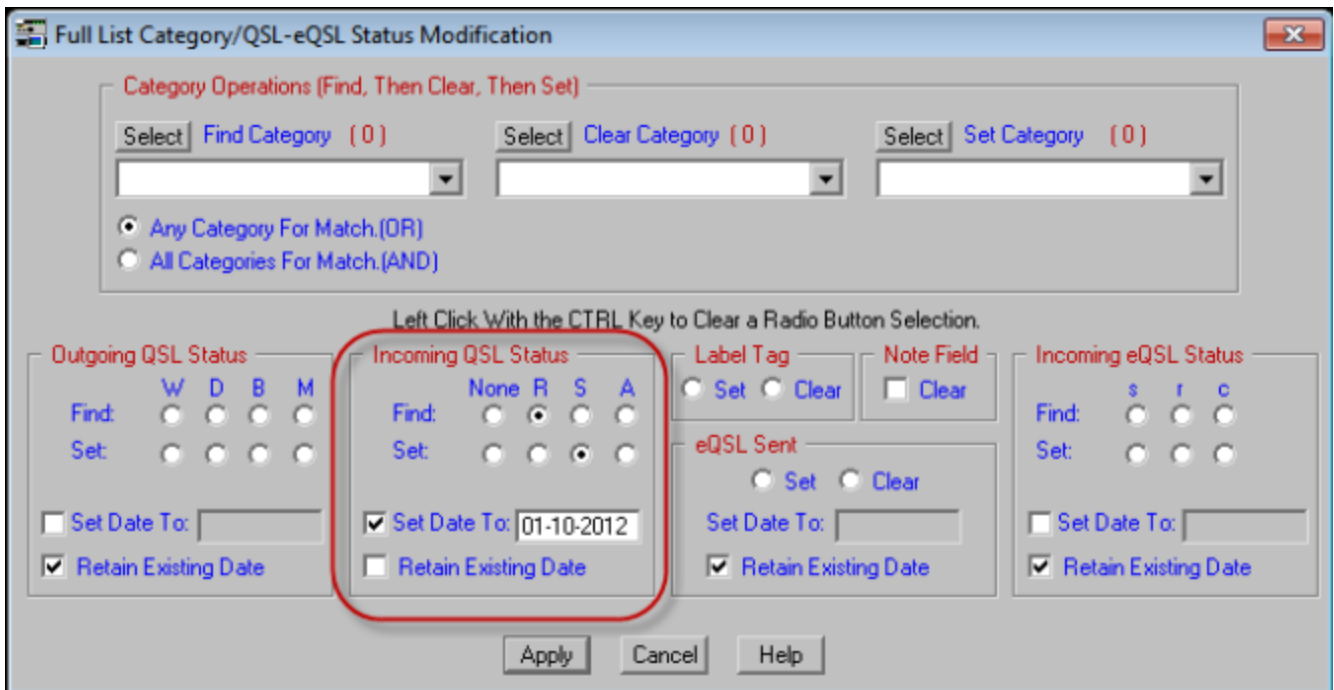 Full List Category/QSL-eQSL Status Modification
Category Operations (Find, Then Clear, Then Set)
Select Find Category ( 0 ) Select Clear Category ( 0 ) Select Set Category ( 0 )
Any Category For Match.(OR)
All Categories For Match.(AND)
Left Click With the CTRL Key to Clear a Radio Button Selection.
Outgoing QSL Status
W D B M
Find:
Set:
Set Date To:
Retain Existing Date
Incoming QSL Status
None R S A
Find:
Set:
Set Date To: 01-10-2012
Retain Existing Date
Label Tag
Set Clear
Note Field
Clear
eQSL Sent
Set Clear
Set Date To:
Retain Existing Date
Incoming eQSL Status
s r c
Find:
Set:
Set Date To:
Retain Existing Date
Apply Cancel Help